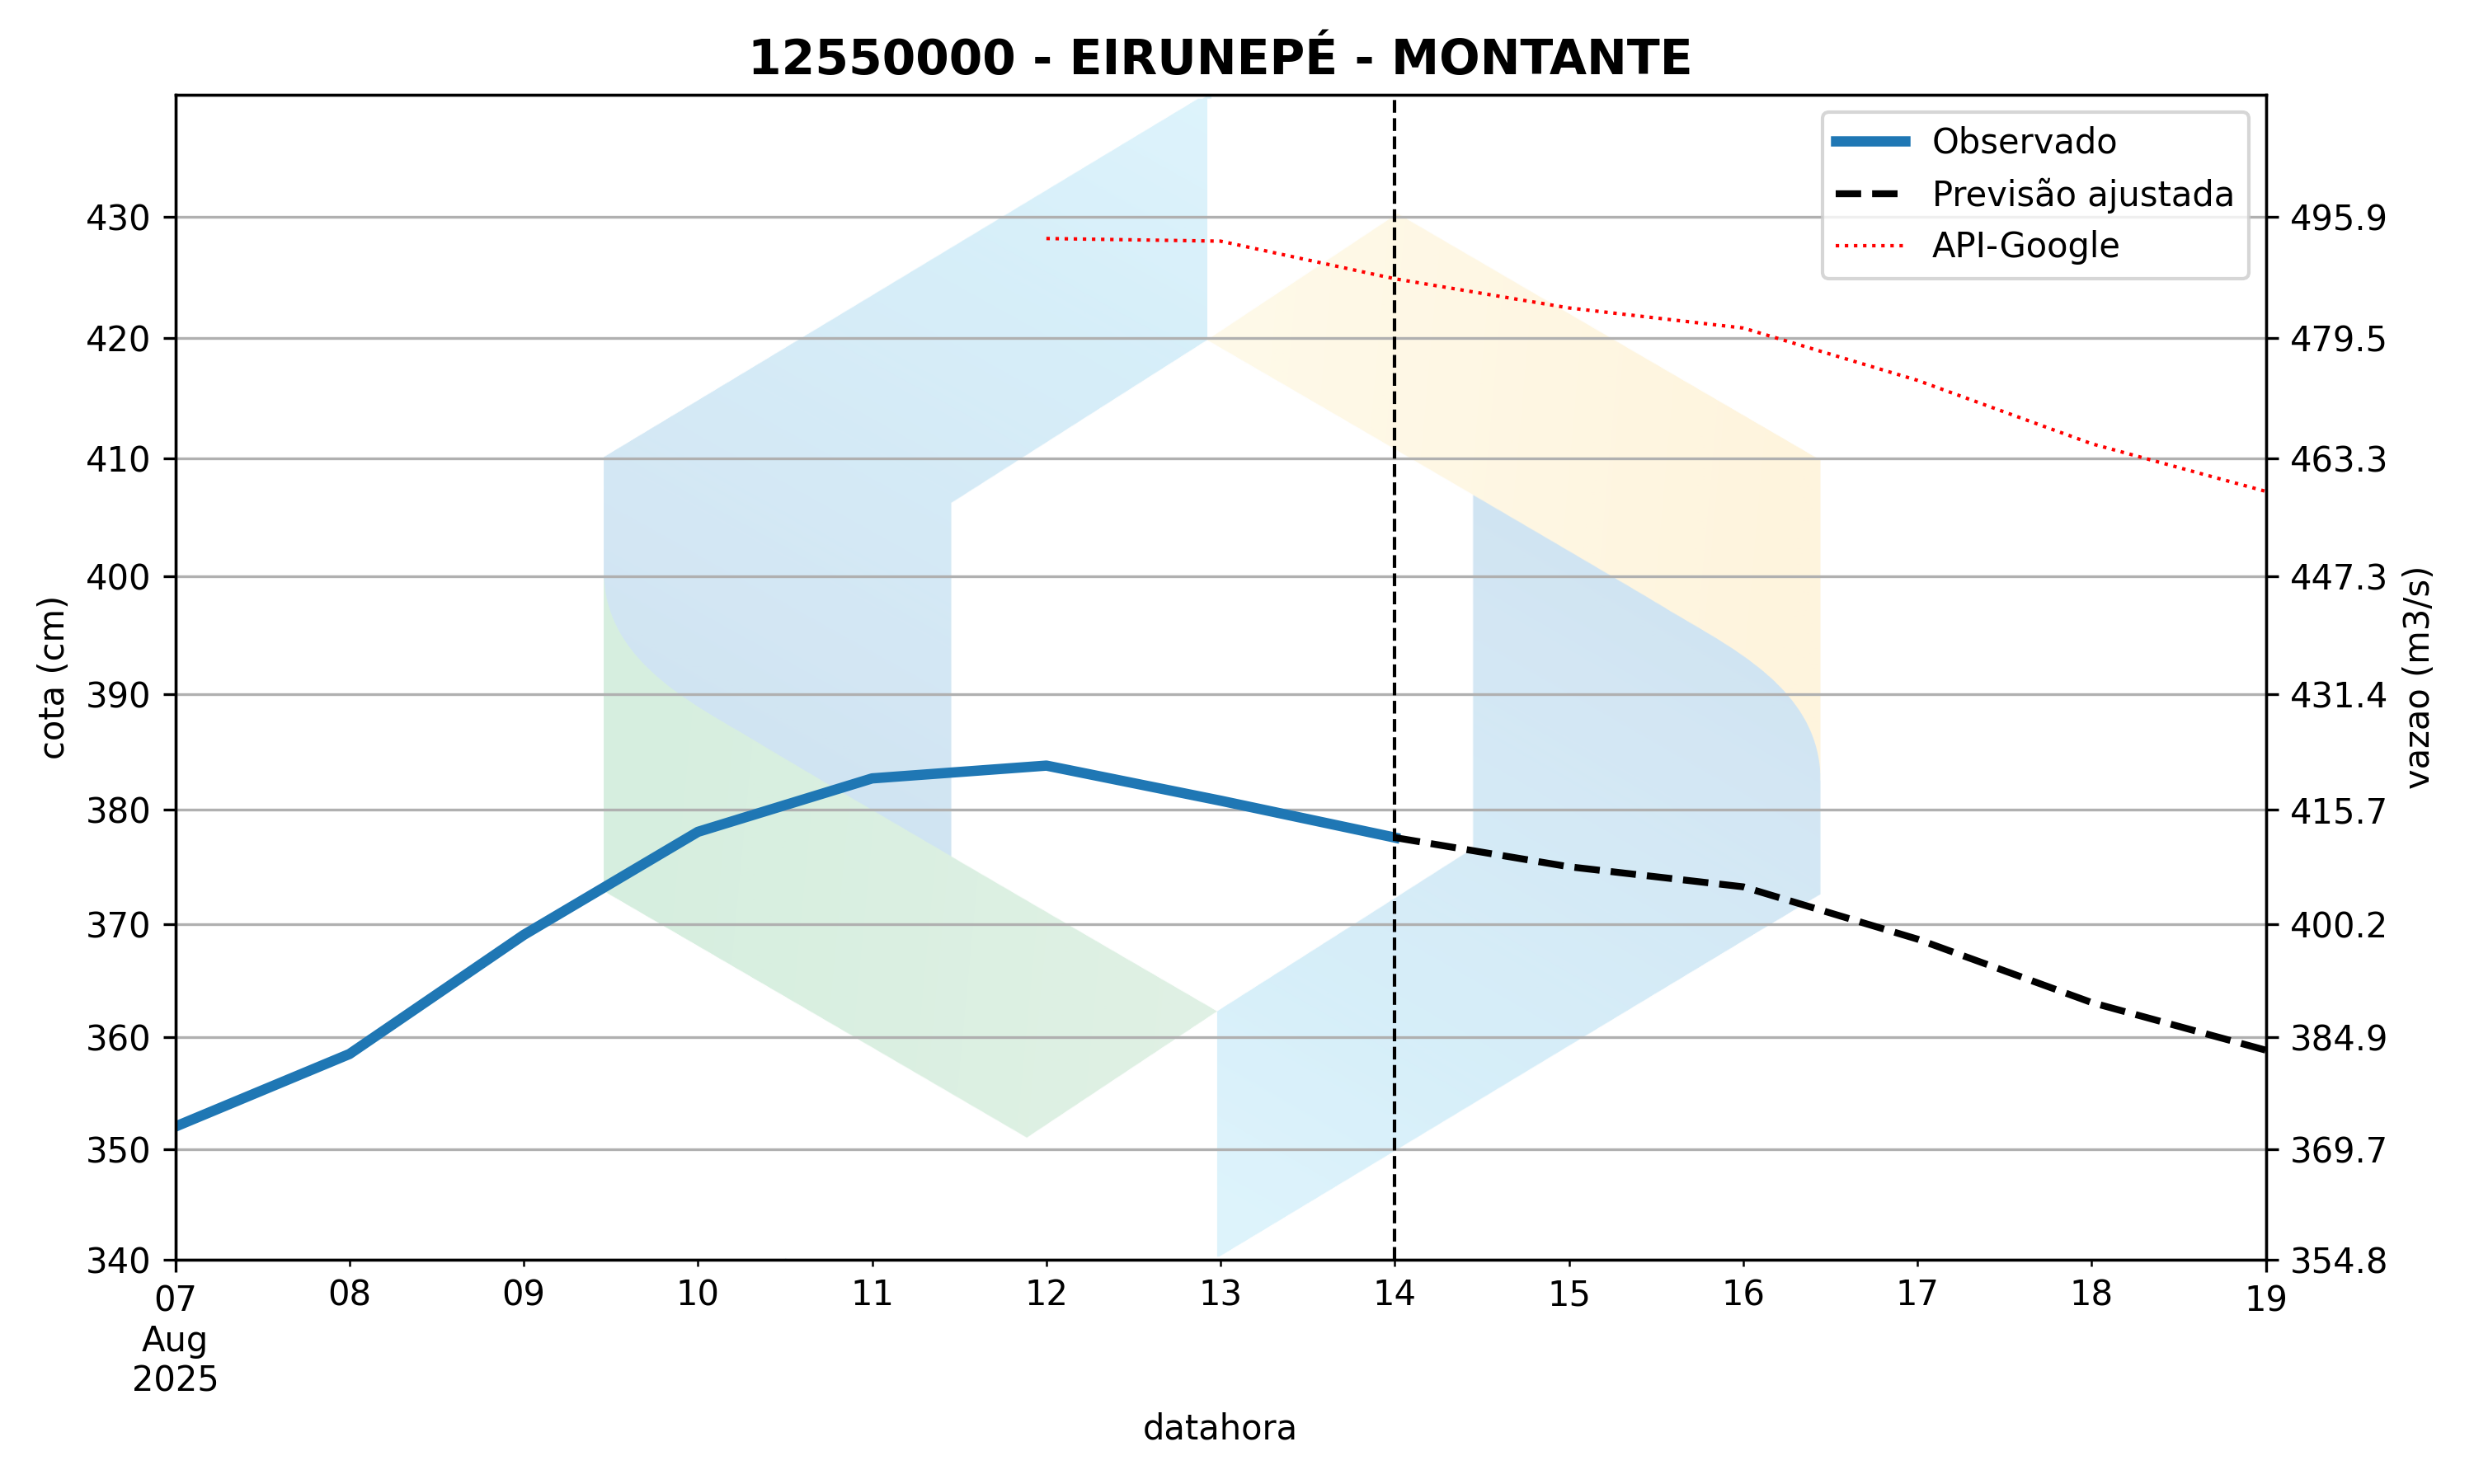 12550000 - EIRUNEPÉ - MONTANTE
Observado
Previsão ajustada
API-Google
430
420
410
400
390
380
370
360
350
340
cota (cm)
495.9
479.5
463.3
447.3
431.4
415.7
400.2
384.9
369.7
354.8
vazao (m3/s)
07 08 09 10 11 12 13 14 15 16 17 18 19
Aug
2025
datahora